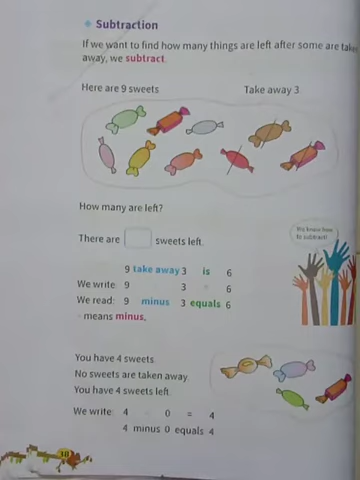 Subtraction
If we want to find how many things are left after some are taken
away, we subtract.
Here are 9 sweets Take away 3
How many are left?
There are sweets left.
9 take away 3 is 6
We write: 9 3 = 6
We read: 9 minus 3 equals 6
- means minus.
We know how
to subtract!
You have 4 sweets.
No sweets are taken away.
You have 4 sweets left.
We write: 4 - 0 = 4
4 minus 0 equals 4
18